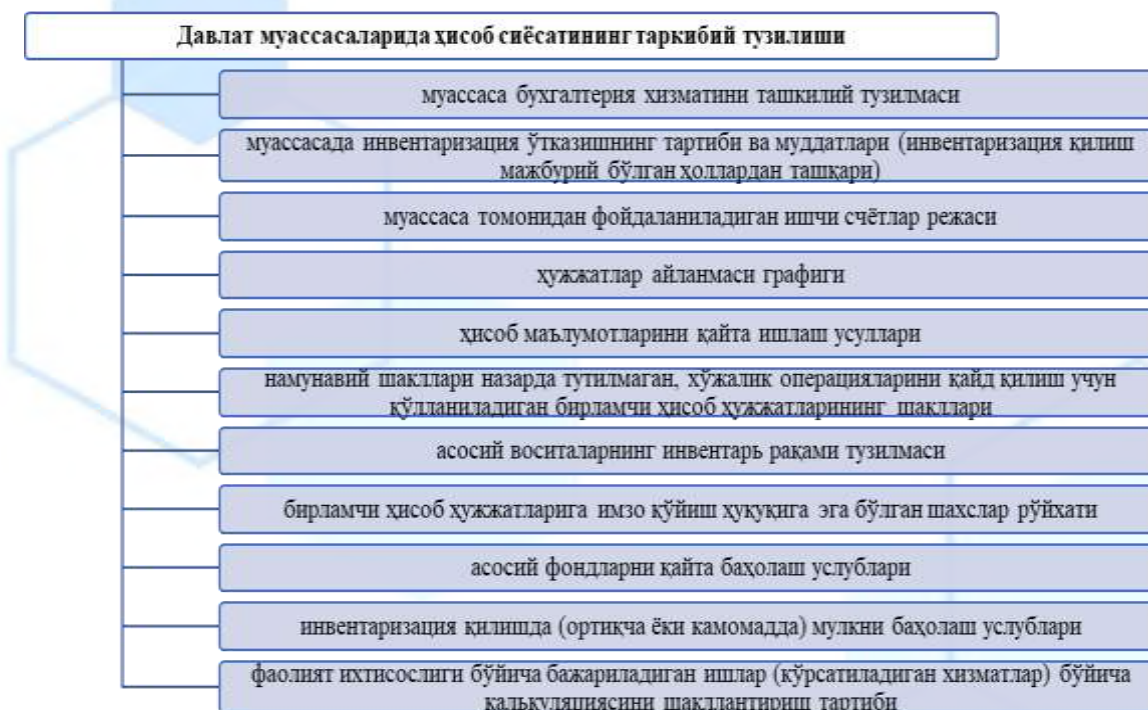 Давлат муассасаларида ҳисоб сиёсатининг таркибий тузилиши
муассаса бухгалтерия хизматини ташкилий тузилмаси
муассасада инвентаризация ўтказишнинг тартиби ва муддатлари (инвентаризация қилиш
мажбурий бўлган ҳоллардан ташқари)
муассаса томонидан фойдаланиладиган ишчи счётлар режаси
ҳужжатлар айланмаси графиги
ҳисоб маълумотларини қайта ишлаш усуллари
намунавий шакллари назарда тутилмаган, хўжалик операцияларини қайд қилиш учун
қўлланиладиган бирламчи ҳисоб ҳужжатларининг шакллари
асосий воситаларнинг инвентарь рақами тузилмаси
бирламчи ҳисоб ҳужжатларига имзо қўйиш ҳуқуқига эга бўлган шахслар рўйхати
асосий фондларни қайта баҳолаш услублари
инвентаризация қилишда (ортиқча ёки камомадда) мулкни баҳолаш услублари
фаолият ихтисослиги бўйича бажариладиган ишлар (кўрсатиладиган хизматлар) бўйича
калькуляциясини шакллантириш тартиби